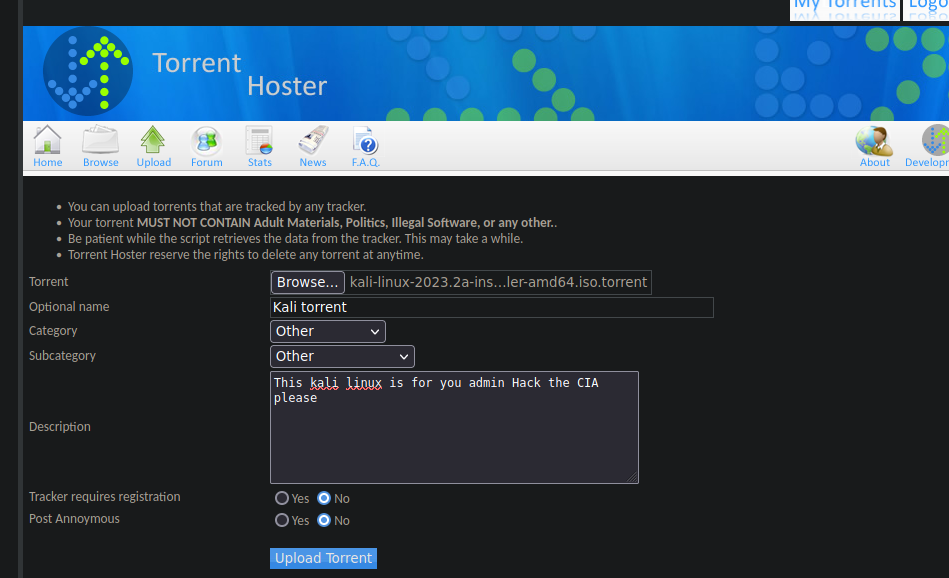 My Torrents Logo
Torrent
Hoster
Home Browse Upload Forum Stats News F.A.Q. About Developr
You can upload torrents that are tracked by any tracker.
Your torrent MUST NOT CONTAIN Adult Materials, Politics, Illegal Software, or any other..
Be patient while the script retrieves the data from the tracker. This may take a while.
Torrent Hoster reserve the rights to delete any torrent at anytime.
Torrent Browse... kali-linux-2023.2a-ins...ler-amd64.iso.torrent
Optional name Kali torrent
Category Other
Subcategory Other
This kali linux is for you admin Hack the CIA
please
Description
Tracker requires registration Yes No
Post Annoymous Yes No
Upload Torrent